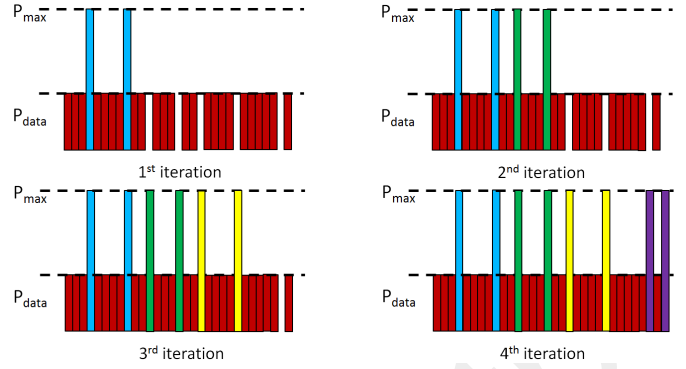 Pmax
Pdata
1st iteration
Pmax
Pdata
2nd iteration
Pmax
Pdata
3rd iteration
Pmax
Pdata
4th iteration